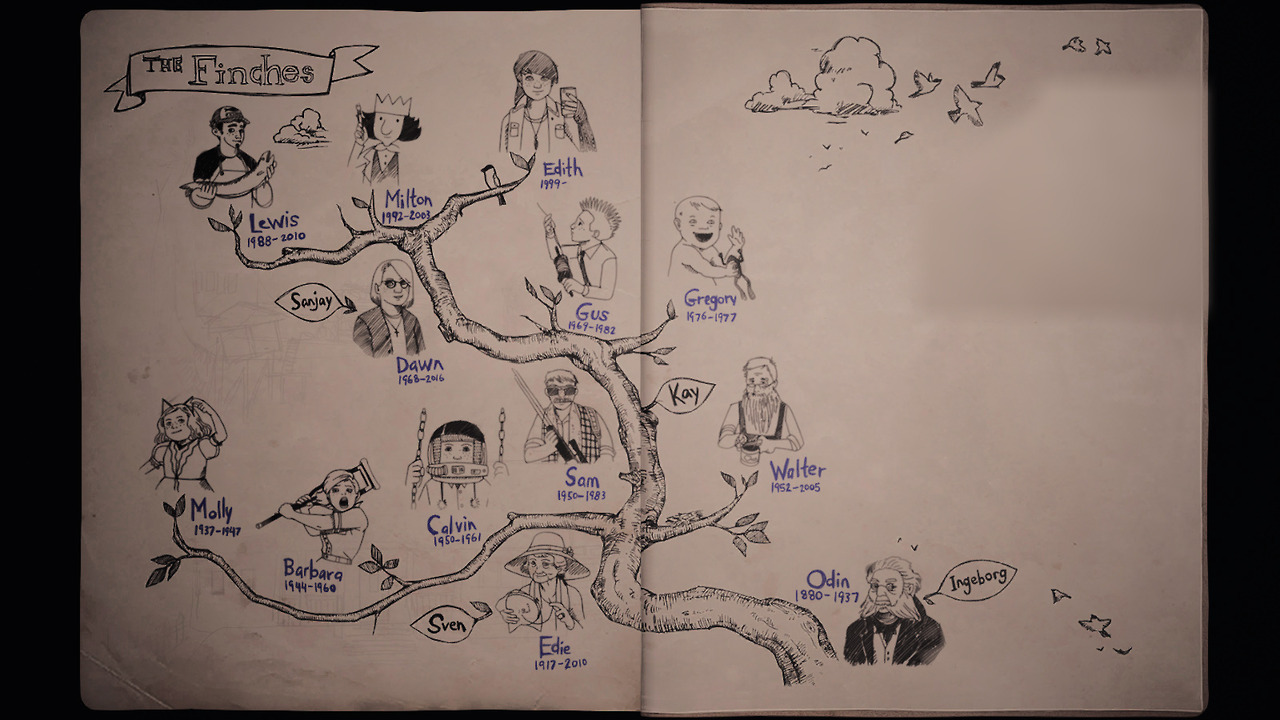 THE Finches
Lewis
1988-2010
Milton
1992-2003
Edith
1999-
Sanjay
Dawn
1968-2016
Gus
1969-1982
Gregory
1976-1977
Kay
Sam
1950-1983
Walter
1952-2005
Molly
1937-1947
Barbara
1944-1960
Calvin
1950-1961
Sven
Edie
1917-2010
Odin
1880-1937
Ingeborg